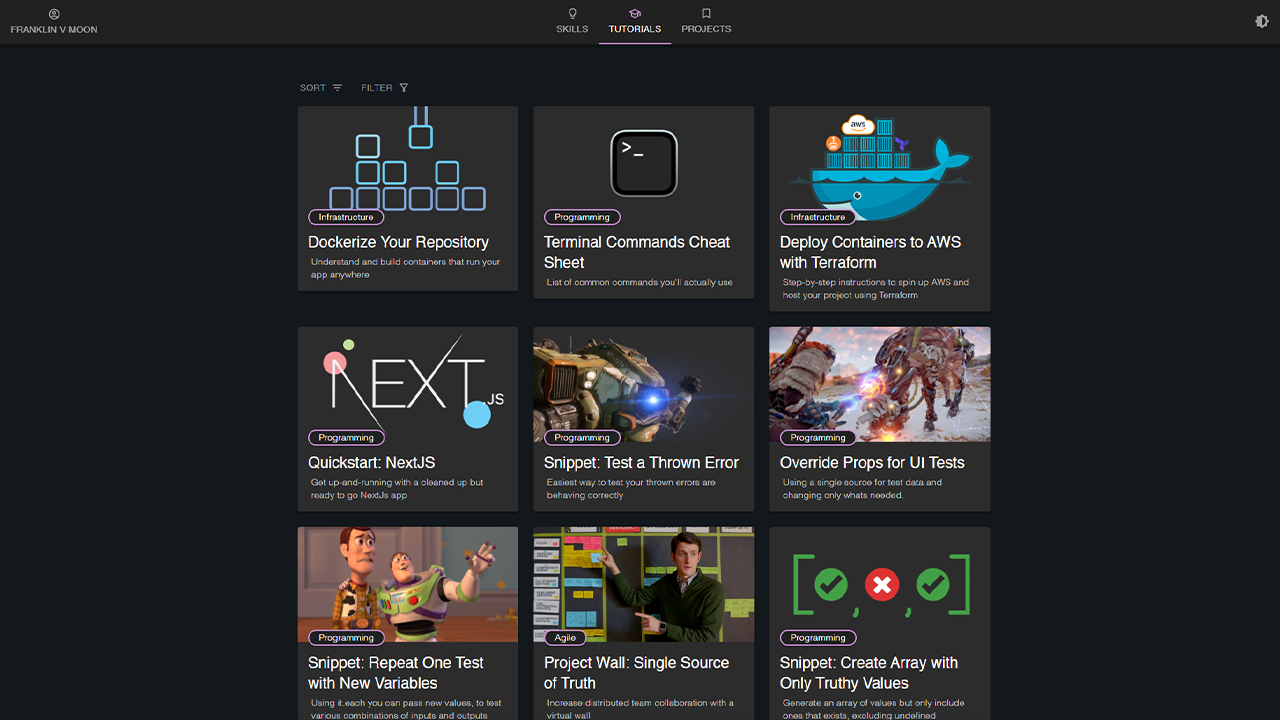 FRANKLIN V MOON
SKILLS
TUTORIALS
PROJECTS
SORT
FILTER
Infrastructure
Dockerize Your Repository
Understand and build containers that run your
app anywhere
>_
Programming
Terminal Commands Cheat
Sheet
List of common commands you'll actually use
aws
Infrastructure
Deploy Containers to AWS
with Terraform
Step-by-step instructions to spin up AWS and
host your project using Terraform
NEXT.JS
Programming
Quickstart: NextJS
Get up-and-running with a cleaned up but
ready to go NextJs app
Programming
Snippet: Test a Thrown Error
Easiest way to test your thrown errors are
behaving correctly
Programming
Override Props for UI Tests
Using a single source for test data and
changing only whats needed.
Programming
Snippet: Repeat One Test
with New Variables
Using it.each you can pass new values, to test
various combinations of inputs and outputs
Agile
Project Wall: Single Source
of Truth
Increase distributed team collaboration with a
virtual wall
[ , , ]
Programming
Snippet: Create Array with
Only Truthy Values
Generate an array of values but only include
ones that exists, excluding undefined